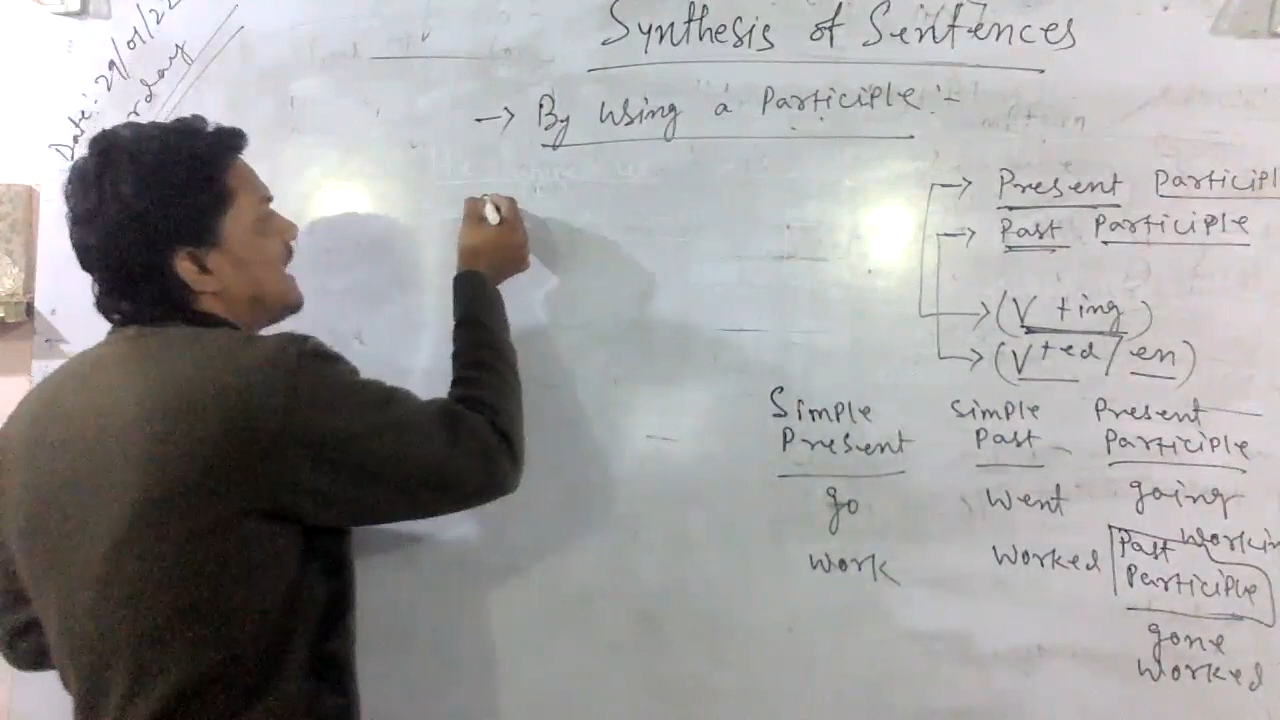 Date: 29/01/22
Synthesis of Sentences
→ By using a Participle :-
→ Present Participl
→ Past Participle
→ (V + ing)
→ (V+ed / en)
Simple Present
Simple Past
Present Participle
go
went
going
work
worked
workin
Past Participle
gone
worked